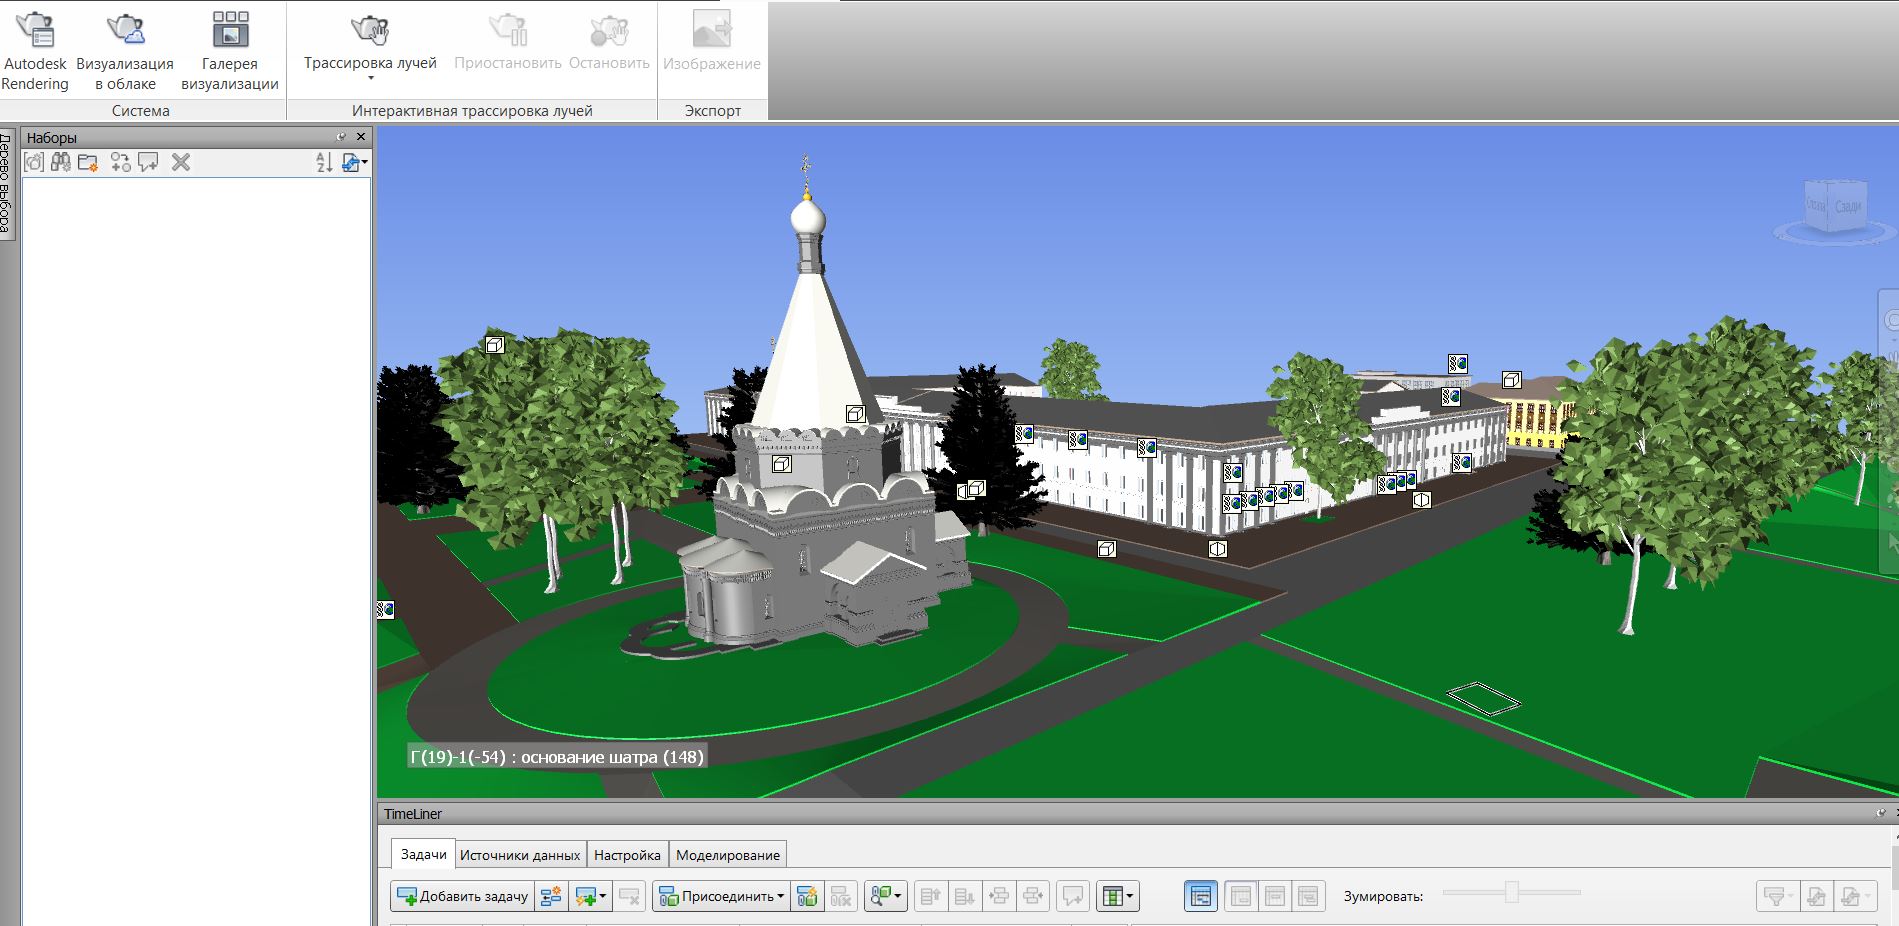 Autodesk Rendering
Визуализация в облаке
Галерея визуализации
Система
Трассировка лучей
Приостановить
Остановить
Интерактивная трассировка лучей
Изображение
Экспорт
Дерево выбора
Наборы
Сзади
Г(19)-1(-54) : основание шатра (148)
TimeLiner
Задачи
Источники данных
Настройка
Моделирование
Добавить задачу
Присоединить
Зумировать: